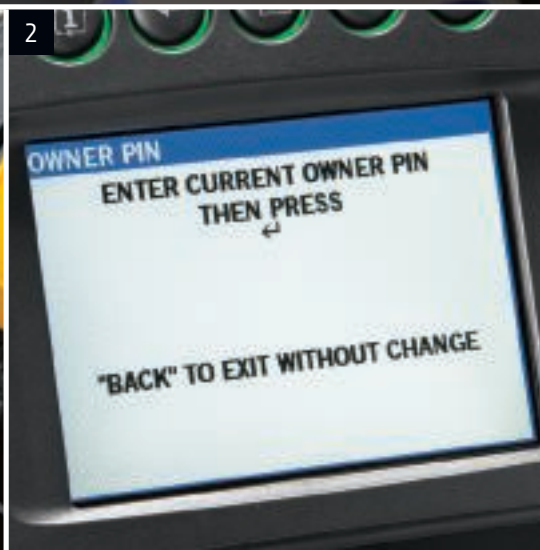 2
OWNER PIN
ENTER CURRENT OWNER PIN
THEN PRESS
↵
"BACK" TO EXIT WITHOUT CHANGE